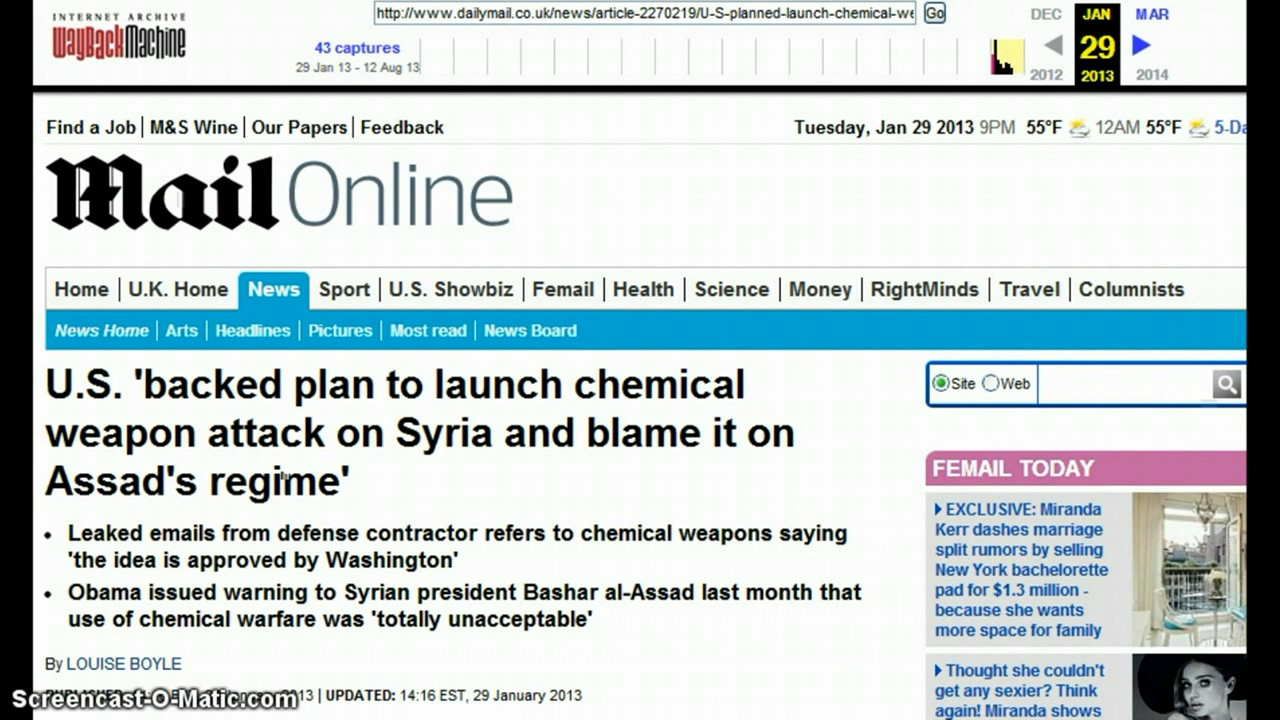 INTERNET ARCHIVE
WayBackMachine
http://www.dailymail.co.uk/news/article-2270219/U-S-planned-launch-chemical-we
Go
43 captures
29 Jan 13 - 12 Aug 13
DEC JAN MAR
29
2012 2013 2014
Find a Job | M&S Wine | Our Papers | Feedback
Tuesday, Jan 29 2013 9PM 55°F 12AM 55°F 5-Da
Mail Online
Home | U.K. Home | News | Sport | U.S. Showbiz | Femail | Health | Science | Money | RightMinds | Travel | Columnists
News Home | Arts | Headlines | Pictures | Most read | News Board
U.S. 'backed plan to launch chemical
weapon attack on Syria and blame it on
Assad's regime'
• Leaked emails from defense contractor refers to chemical weapons saying
'the idea is approved by Washington'
• Obama issued warning to Syrian president Bashar al-Assad last month that
use of chemical warfare was 'totally unacceptable'
By LOUISE BOYLE
2013 | UPDATED: 14:16 EST, 29 January 2013
Screencast-O-Matic.com
Site Web
FEMAIL TODAY
EXCLUSIVE: Miranda
Kerr dashes marriage
split rumors by selling
New York bachelorette
pad for $1.3 million -
because she wants
more space for family
Thought she couldn't
get any sexier? Think
again! Miranda shows